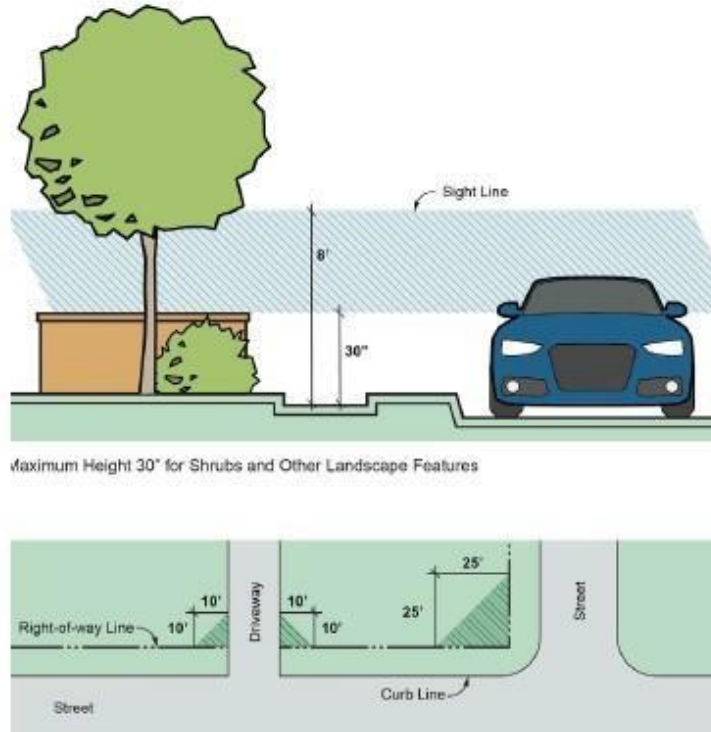 Sight Line
8'
30"
Maximum Height 30" for Shrubs and Other Landscape Features
25'
10'
10'
Right-of-way Line
10'
Driveway
10'
25'
Street
Curb Line
Street